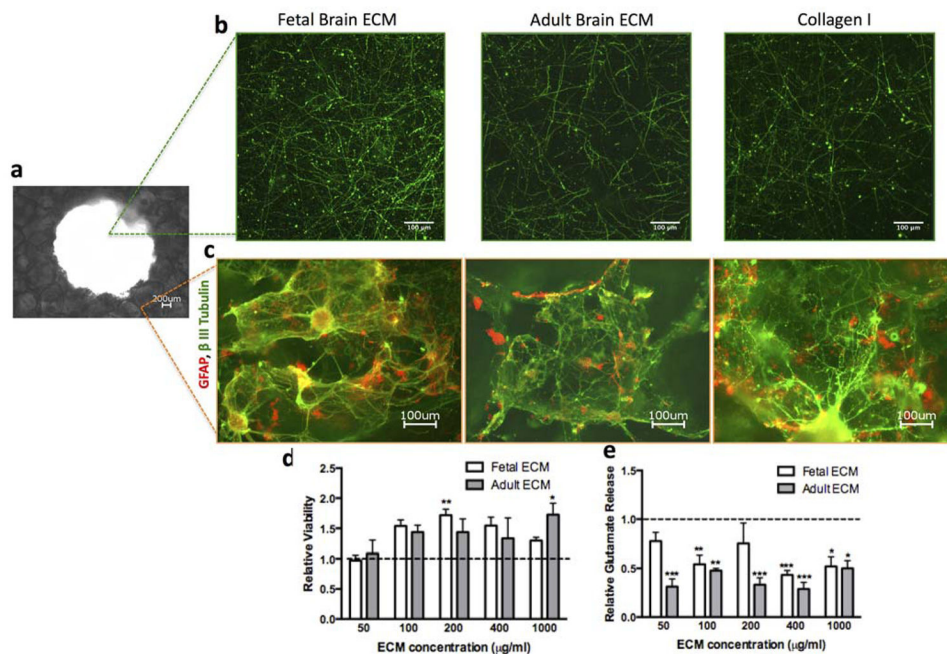 b Fetal Brain ECM Adult Brain ECM Collagen I
100 µm 100 µm 100 µm
a
200um
c
GFAP, β III Tubulin
100um 100um 100um
d
Relative Viability
2.5
2.0
1.5
1.0
0.5
0.0
Fetal ECM
Adult ECM
** *
50 100 200 400 1000
ECM concentration (µg/ml)
e
Relative Glutamate Release
1.5
1.0
0.5
0.0
Fetal ECM
Adult ECM
*** ** ** *** *** *** * *
50 100 200 400 1000
ECM concentration (µg/ml)